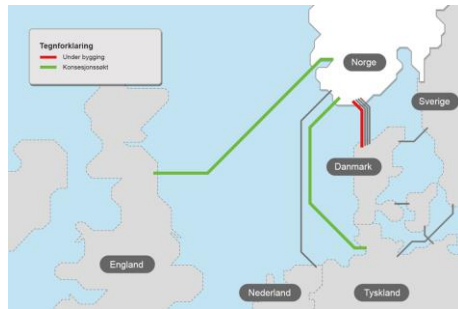 Tegnforklaring
Under bygging
Konsesjonssøkt
Norge
Sverige
Danmark
England
Nederland
Tyskland